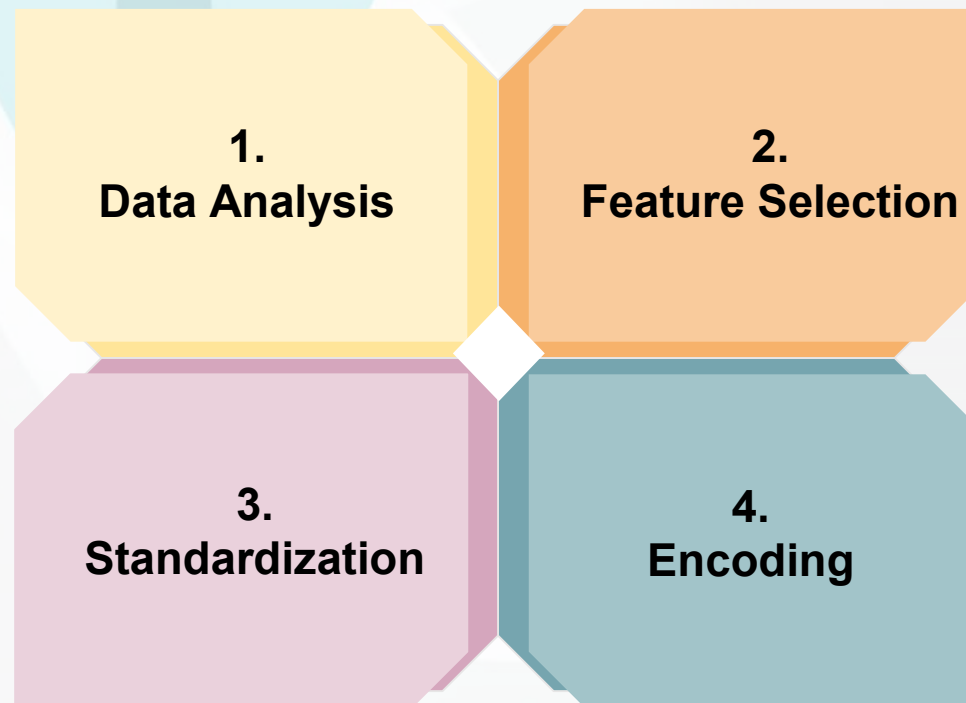 1.
Data Analysis
2.
Feature Selection
3.
Standardization
4.
Encoding